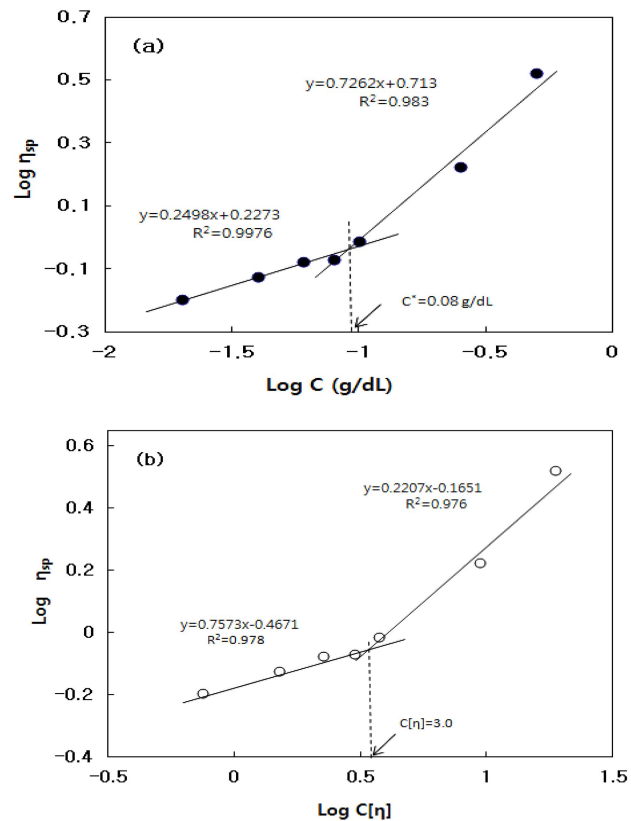 (a)
0.7
0.5
0.3
0.1
-0.1
-0.3
Log ηsp
y=0.7262x+0.713
R²=0.983
y=0.2498x+0.2273
R²=0.9976
C*=0.08 g/dL
-2
-1.5
-1
-0.5
0
Log C (g/dL)
(b)
0.6
0.4
0.2
0
-0.2
-0.4
Log ηsp
y=0.2207x-0.1651
R²=0.976
y=0.7573x-0.4671
R²=0.978
C[η]=3.0
-0.5
0
0.5
1
1.5
Log C[η]